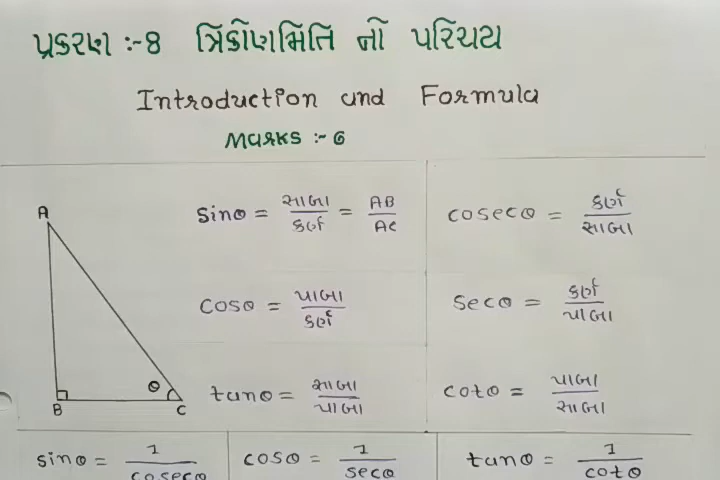 પ્રકરણ :- 8 ત્રિકોણમિતિ નો પરિચય
Introduction and Formula
Marks :- 6
A
B
θ
C
sinθ = સાબા/કર્ણ = AB/AC
cosecθ = કર્ણ/સાબા
cosθ = પાબા/કર્ણ
secθ = કર્ણ/પાબા
tanθ = સાબા/પાબા
cotθ = પાબા/સાબા
sinθ = 1/cosecθ
cosθ = 1/secθ
tanθ = 1/cotθ